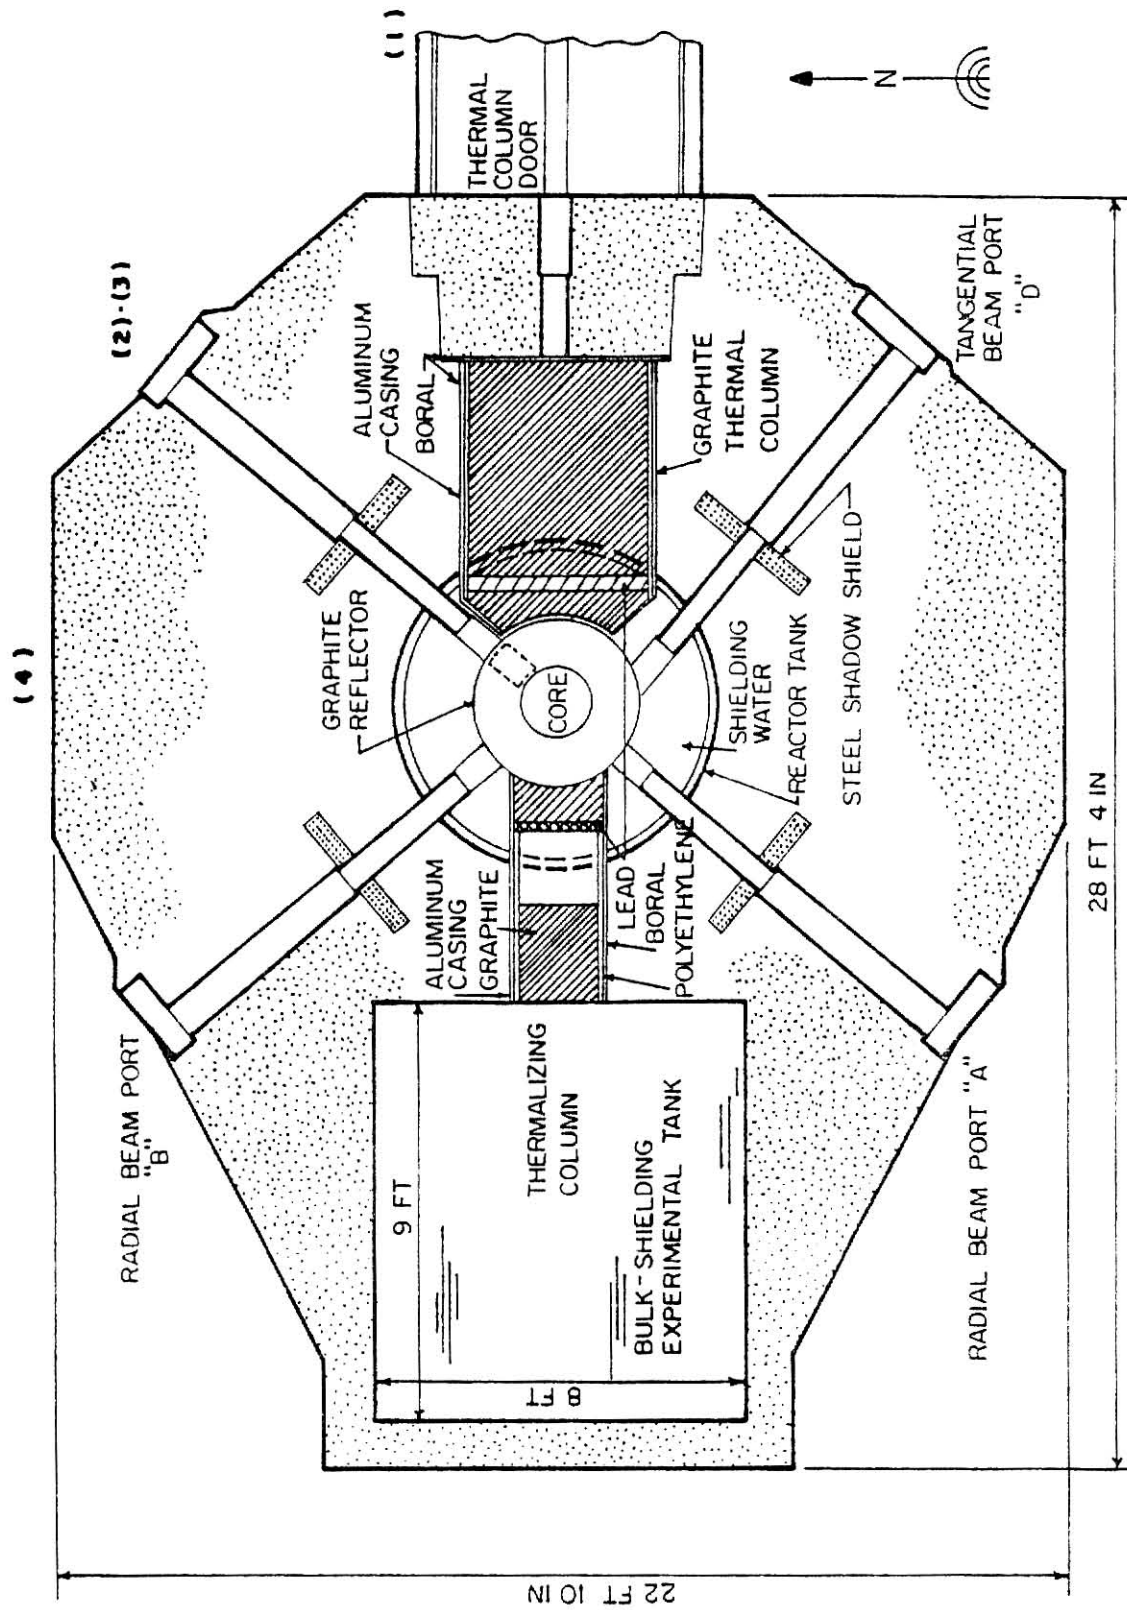 (4)
(2)-(3)
(1)
RADIAL BEAM PORT
"B"
GRAPHITE
REFLECTOR
ALUMINUM
CASING
BORAL
THERMAL
COLUMN
DOOR
9 FT
ALUMINUM
CASING
GRAPHITE
THERMALIZING
COLUMN
CORE
8 FT
BULK-SHIELDING
EXPERIMENTAL TANK
LEAD
BORAL
POLYETHYLENE
SHIELDING
WATER
REACTOR TANK
STEEL SHADOW SHIELD
GRAPHITE
THERMAL
COLUMN
N
RADIAL BEAM PORT "A"
TANGENTIAL
BEAM PORT
"D"
28 FT 4 IN
22 FT 10 IN